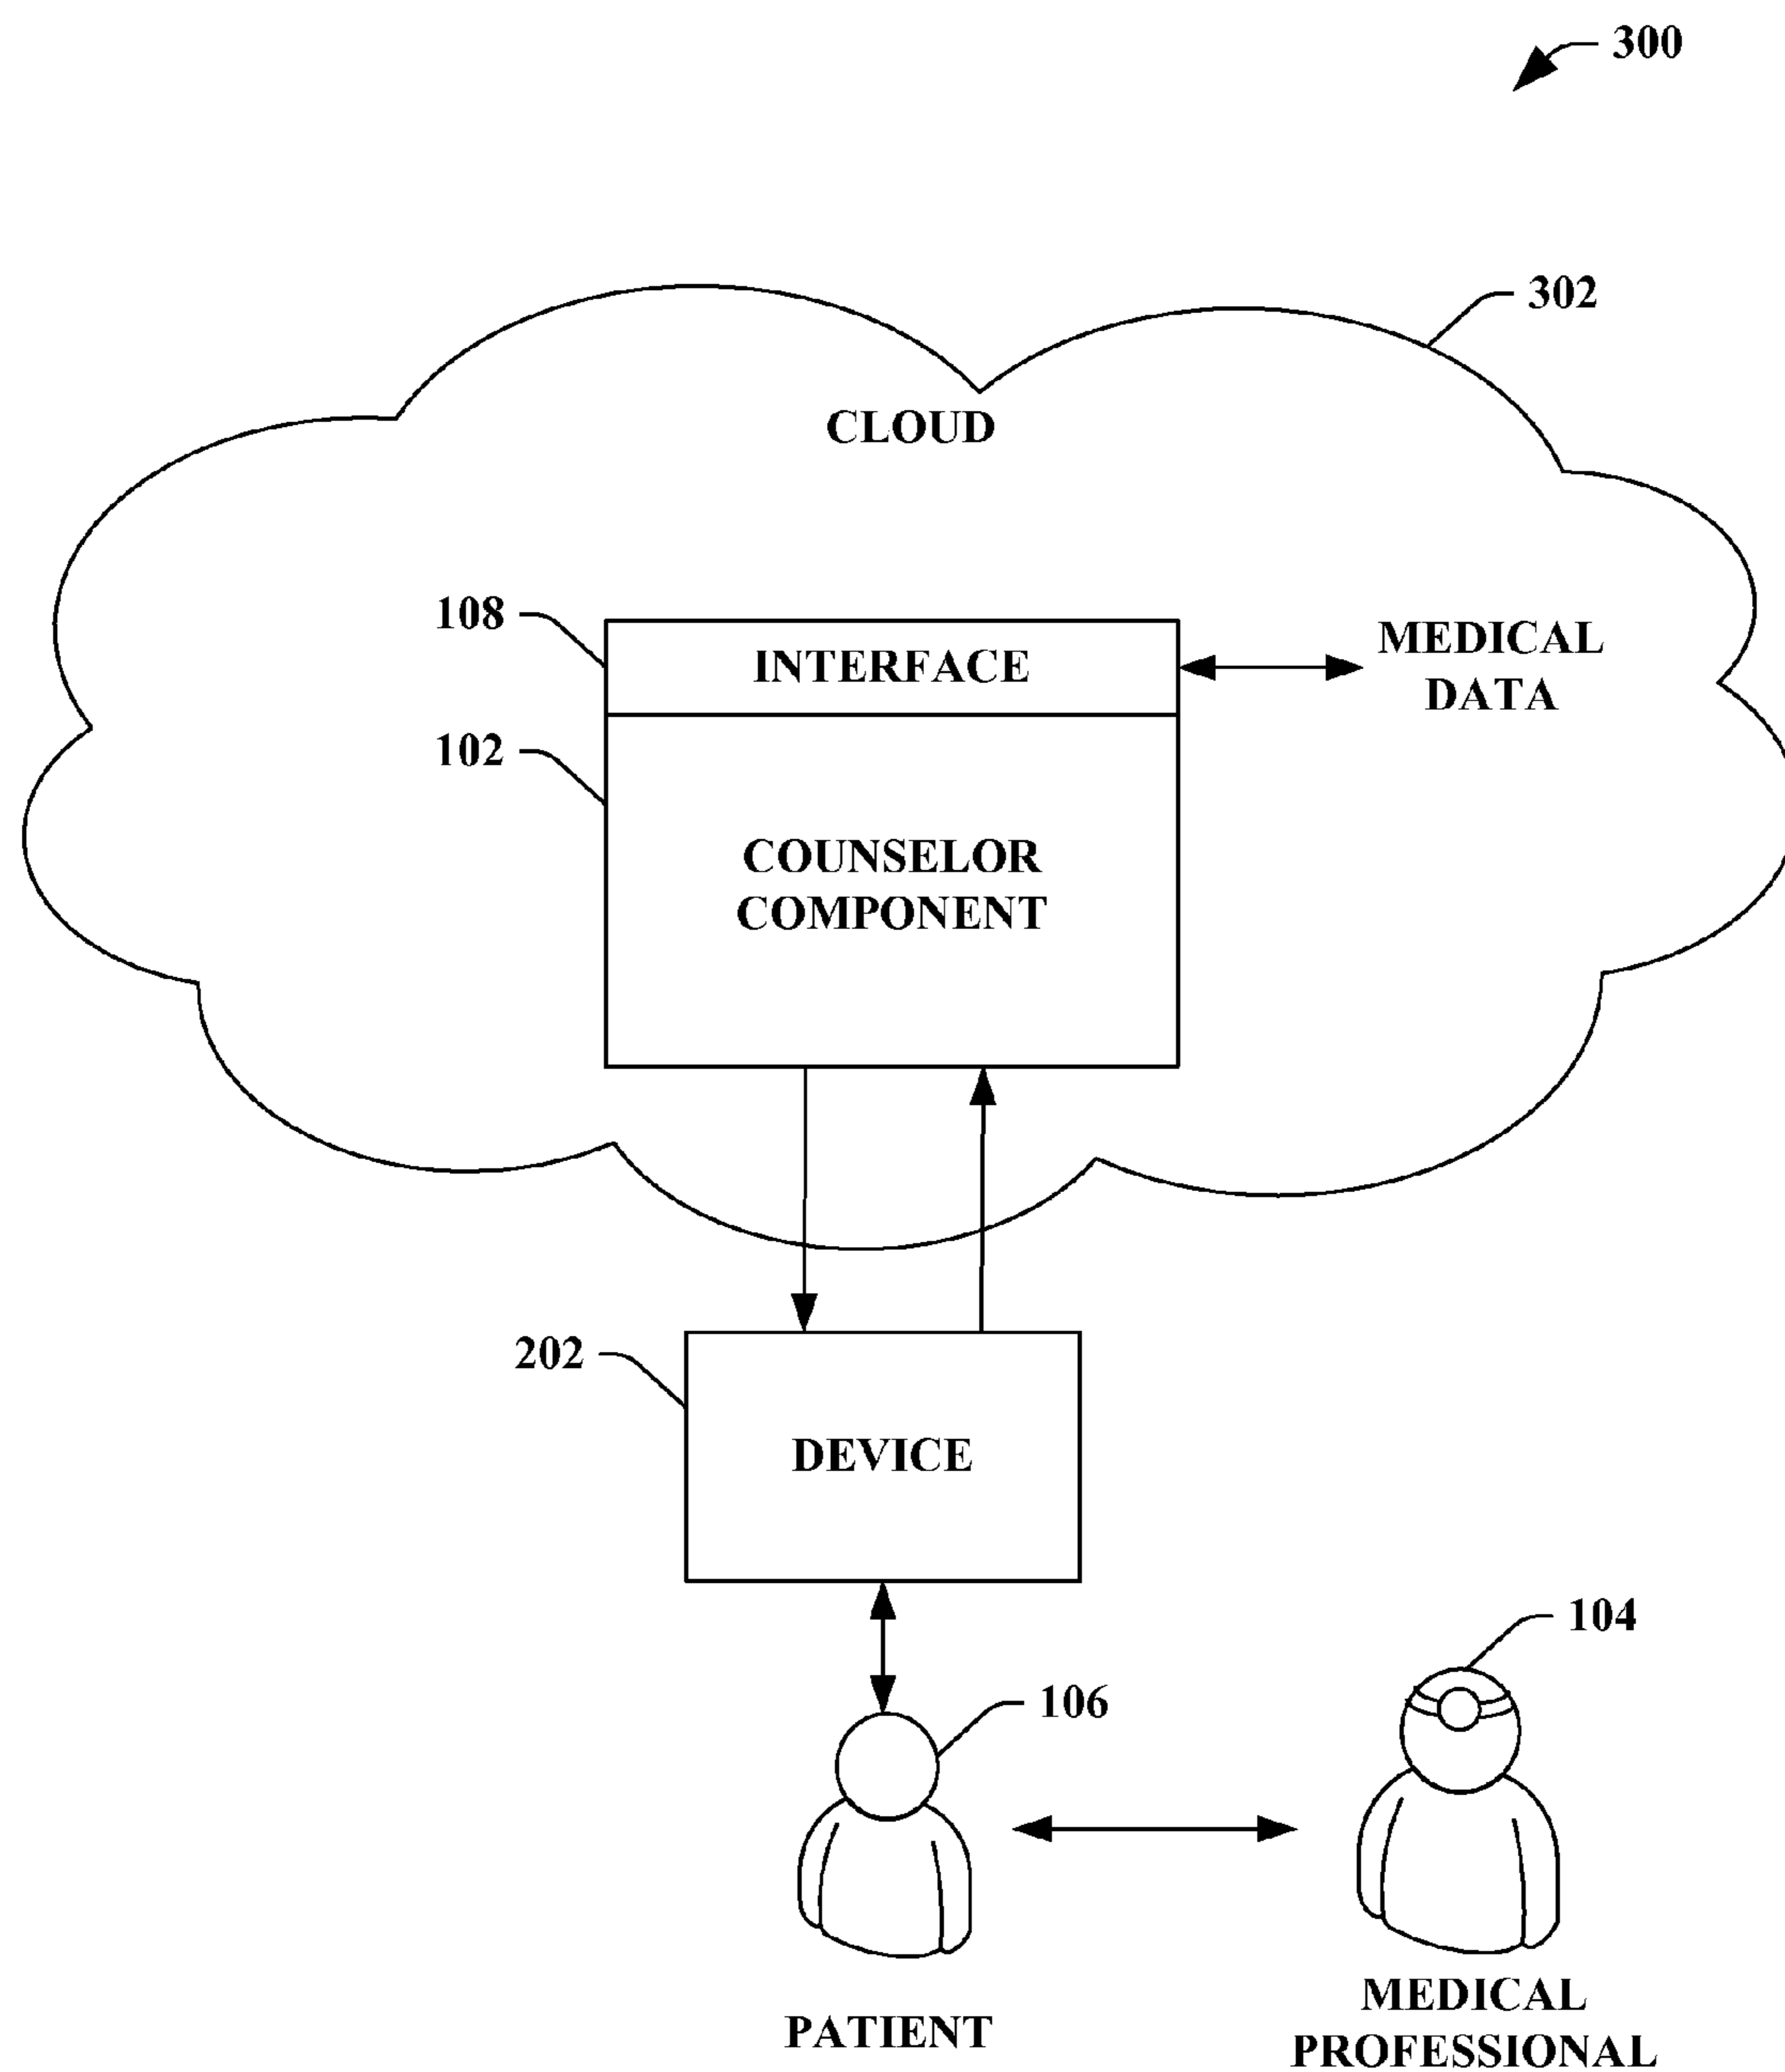 300
302
CLOUD
108
INTERFACE
MEDICAL
DATA
102
COUNSELOR
COMPONENT
202
DEVICE
104
106
PATIENT
MEDICAL
PROFESSIONAL